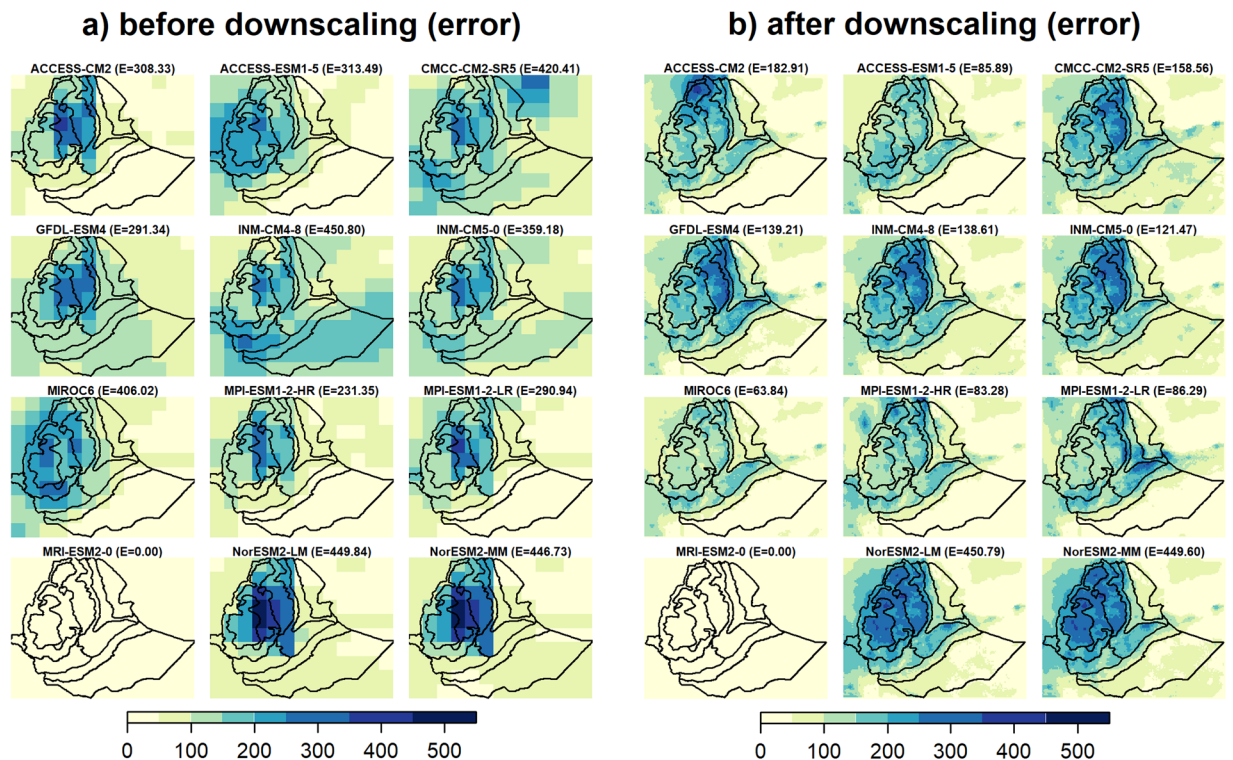 a) before downscaling (error)
ACCESS-CM2 (E=308.33) ACCESS-ESM1-5 (E=313.49) CMCC-CM2-SR5 (E=420.41)
GFDL-ESM4 (E=291.34) INM-CM4-8 (E=450.80) INM-CM5-0 (E=359.18)
MIROC6 (E=406.02) MPI-ESM1-2-HR (E=231.35) MPI-ESM1-2-LR (E=290.94)
MRI-ESM2-0 (E=0.00) NorESM2-LM (E=449.84) NorESM2-MM (E=446.73)
0 100 200 300 400 500
b) after downscaling (error)
ACCESS-CM2 (E=182.91) ACCESS-ESM1-5 (E=85.89) CMCC-CM2-SR5 (E=158.56)
GFDL-ESM4 (E=139.21) INM-CM4-8 (E=138.61) INM-CM5-0 (E=121.47)
MIROC6 (E=63.84) MPI-ESM1-2-HR (E=83.28) MPI-ESM1-2-LR (E=86.29)
MRI-ESM2-0 (E=0.00) NorESM2-LM (E=450.79) NorESM2-MM (E=449.60)
0 100 200 300 400 500